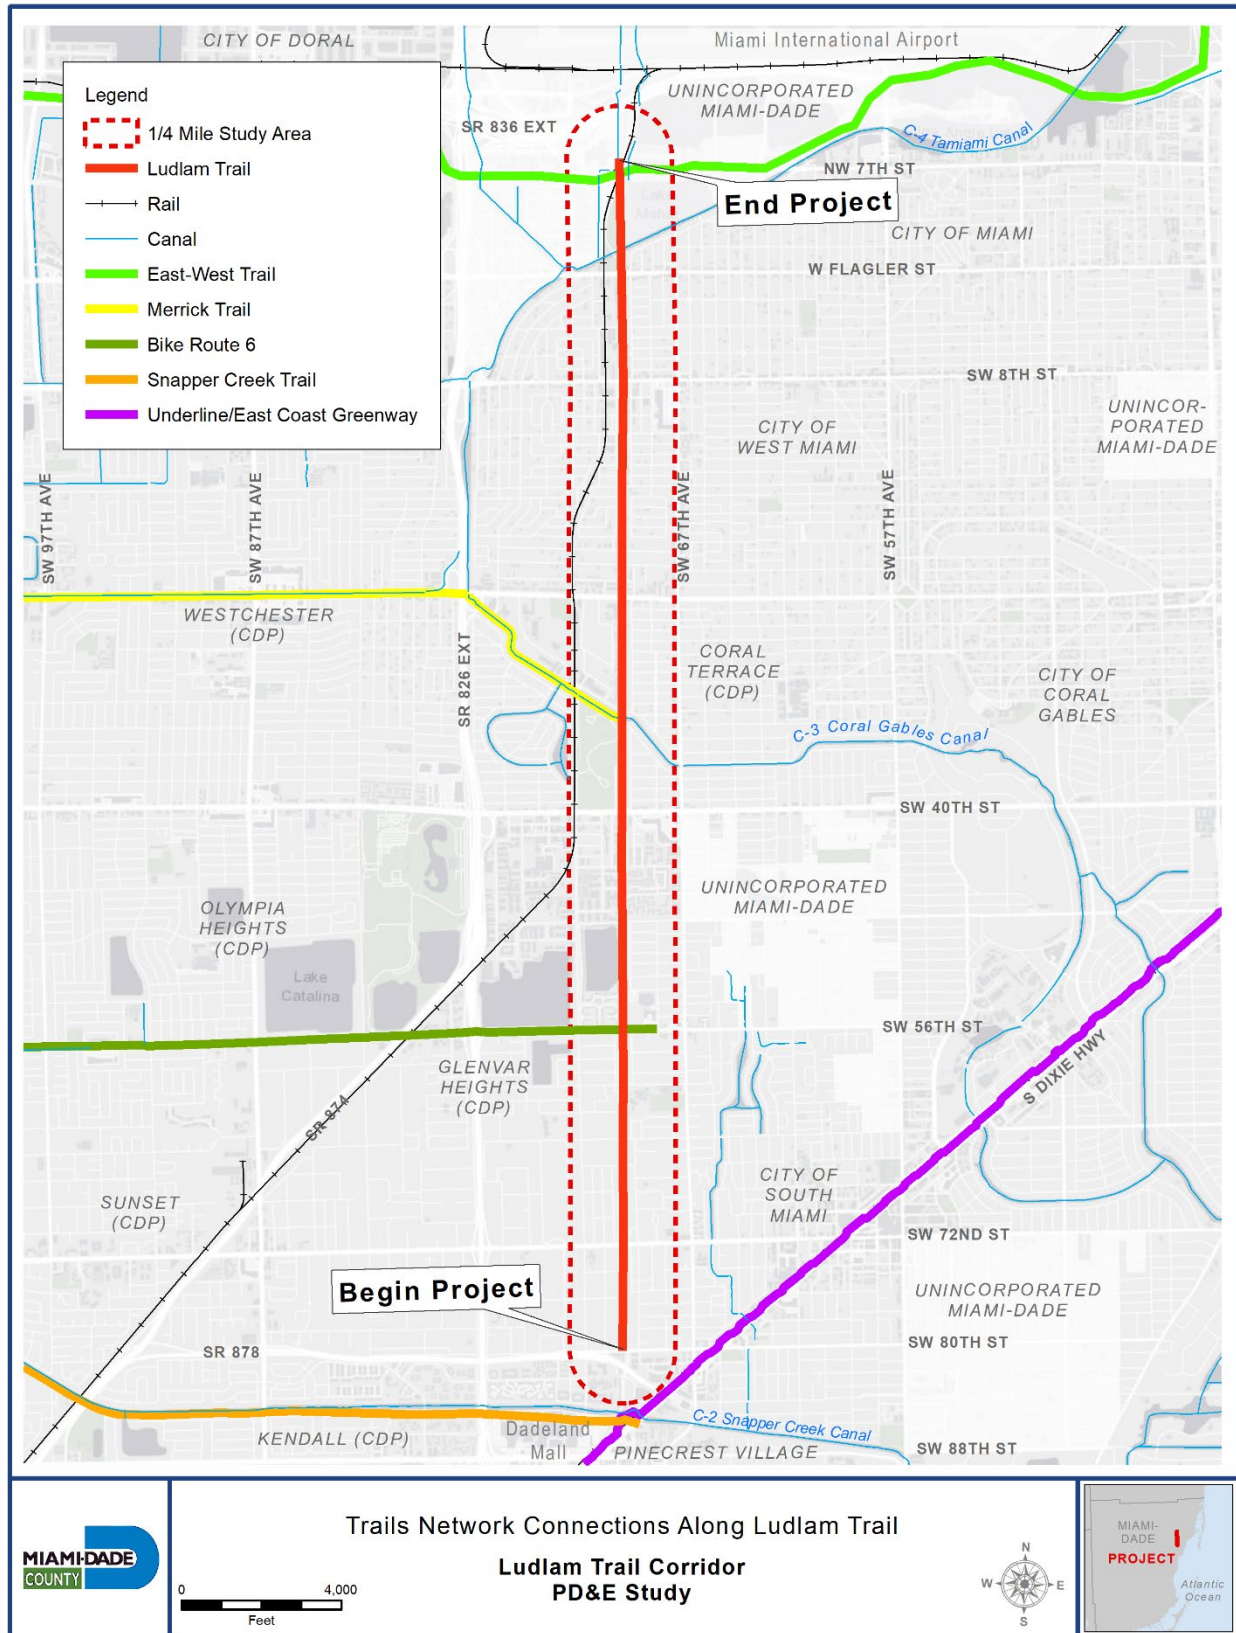 CITY OF DORAL
Miami International Airport
Legend
1/4 Mile Study Area
Ludlam Trail
Rail
Canal
East-West Trail
Merrick Trail
Bike Route 6
Snapper Creek Trail
Underline/East Coast Greenway
UNINCORPORATED
MIAMI-DADE
SR 836 EXT
C-4 Tamiami Canal
NW 7TH ST
End Project
CITY OF MIAMI
W FLAGLER ST
SW 8TH ST
CITY OF
WEST MIAMI
UNINCOR-
PORATED
MIAMI-DADE
SW 97TH AVE
SW 87TH AVE
SW 67TH AVE
SW 57TH AVE
WESTCHESTER
(CDP)
SR 826 EXT
CORAL
TERRACE
(CDP)
CITY OF
CORAL
GABLES
C-3 Coral Gables Canal
SW 40TH ST
OLYMPIA
HEIGHTS
(CDP)
UNINCORPORATED
MIAMI-DADE
Lake
Catalina
SW 56TH ST
GLENVAR
HEIGHTS
(CDP)
S DIXIE HWY
SR 874
SUNSET
(CDP)
CITY OF
SOUTH
MIAMI
SW 72ND ST
Begin Project
UNINCORPORATED
MIAMI-DADE
SR 878
SW 80TH ST
KENDALL (CDP)
Dadeland
Mall
C-2 Snapper Creek Canal
PINECREST VILLAGE
SW 88TH ST
MIAMI-DADE
COUNTY
Trails Network Connections Along Ludlam Trail
Ludlam Trail Corridor
PD&E Study
0 4,000
Feet
N
W E
S
MIAMI-
DADE
PROJECT
Atlantic
Ocean